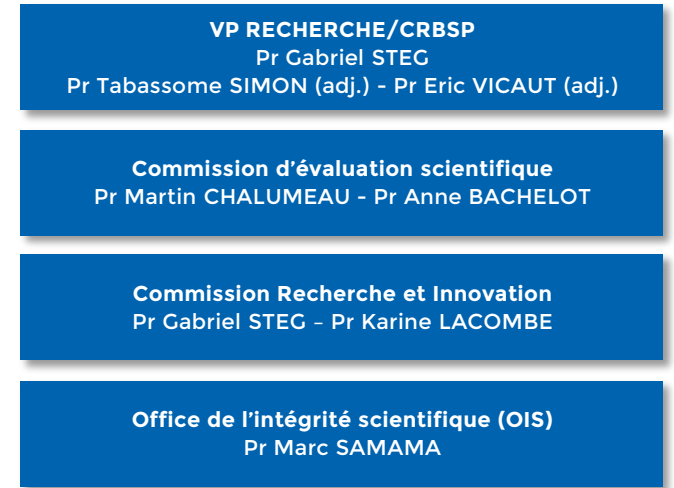 VP RECHERCHE/CRBSP
Pr Gabriel STEG
Pr Tabassome SIMON (adj.) - Pr Eric VICAUT (adj.)
Commission d’évaluation scientifique
Pr Martin CHALUMEAU - Pr Anne BACHELOT
Commission Recherche et Innovation
Pr Gabriel STEG – Pr Karine LACOMBE
Office de l’intégrité scientifique (OIS)
Pr Marc SAMAMA